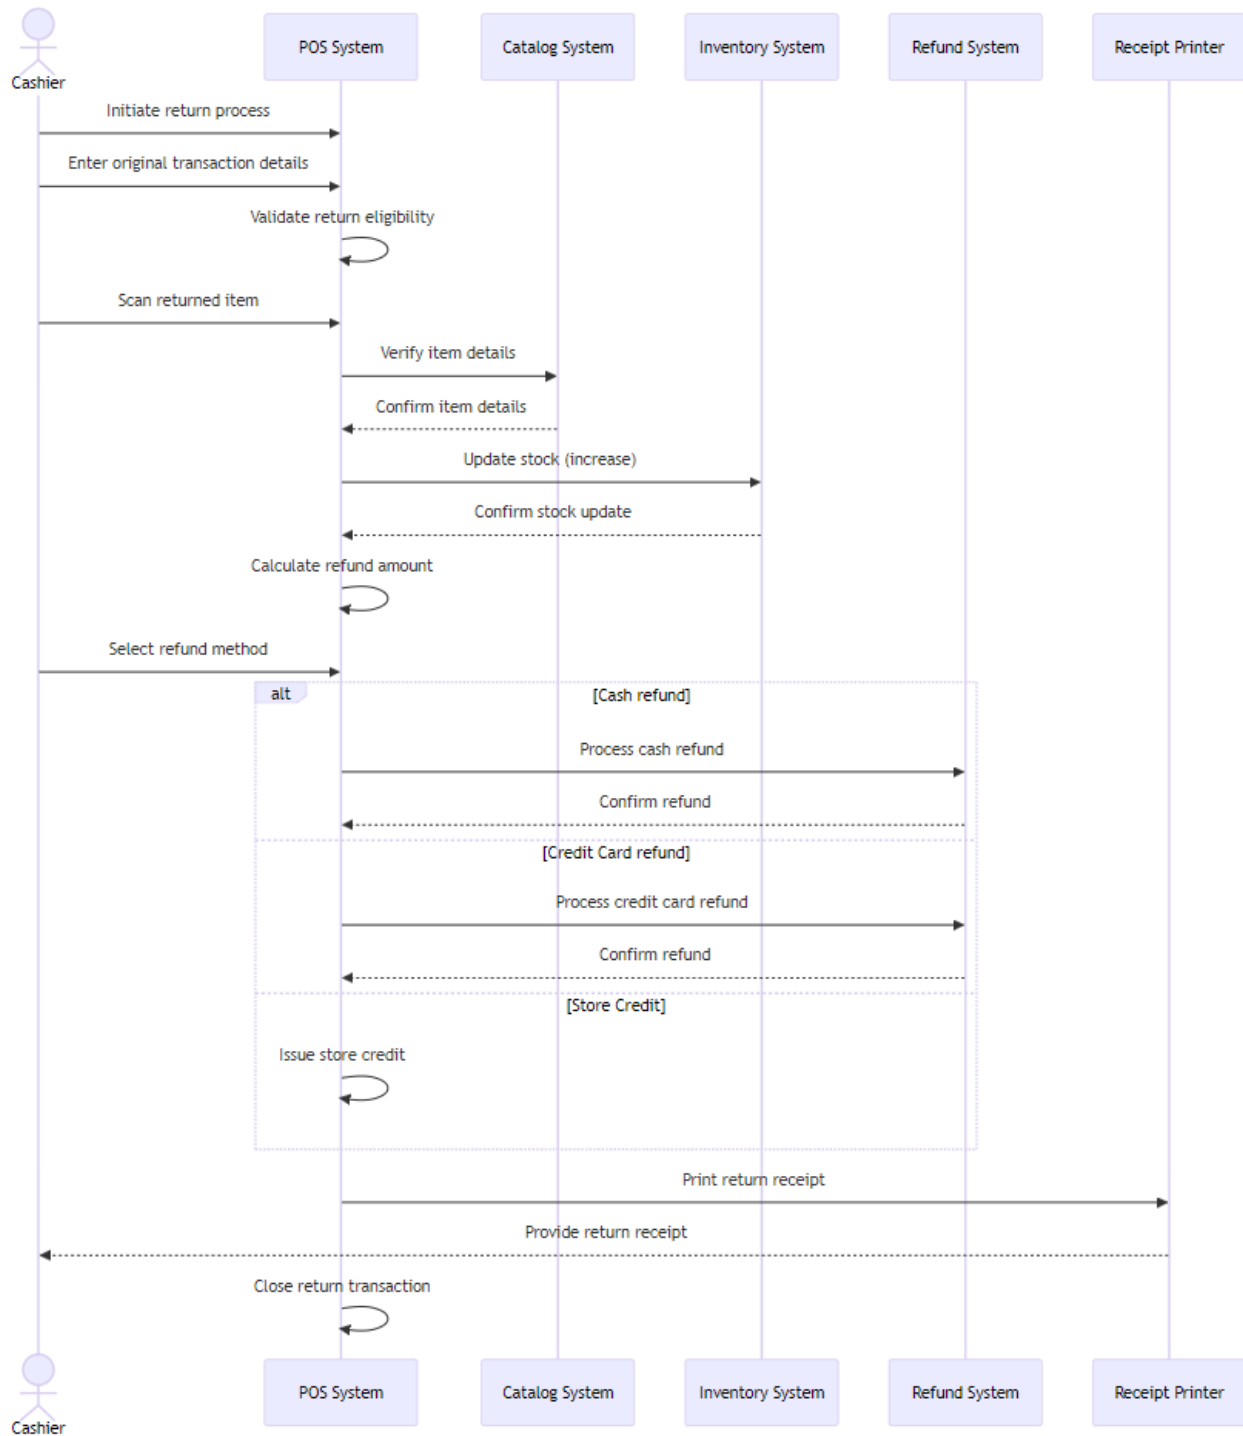 POS System
Catalog System
Inventory System
Refund System
Receipt Printer
Cashier
Initiate return process
Enter original transaction details
Validate return eligibility
Scan returned item
Verify item details
Confirm item details
Update stock (increase)
Confirm stock update
Calculate refund amount
Select refund method
alt
[Cash refund]
Process cash refund
Confirm refund
[Credit Card refund]
Process credit card refund
Confirm refund
[Store Credit]
Issue store credit
Print return receipt
Provide return receipt
Close return transaction
POS System
Catalog System
Inventory System
Refund System
Receipt Printer
Cashier